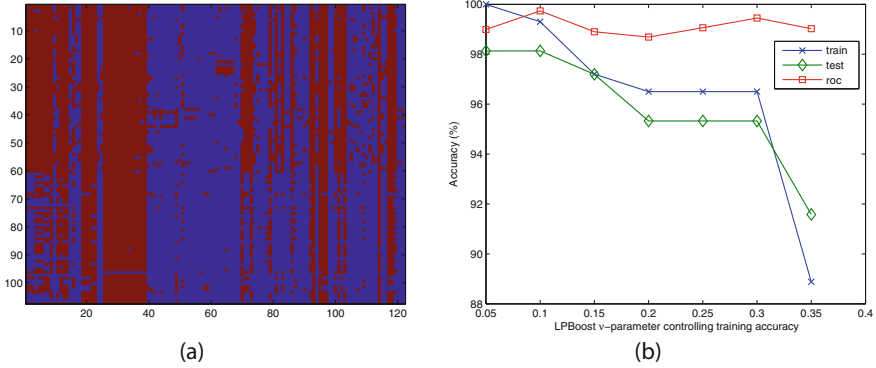 10
20
30
40
50
60
70
80
90
100
20 40 60 80 100 120
(a)
100
98
96
94
92
90
88
Accuracy (%)
train
test
roc
0.05 0.1 0.15 0.2 0.25 0.3 0.35 0.4
LPBoost ν−parameter controlling training accuracy
(b)